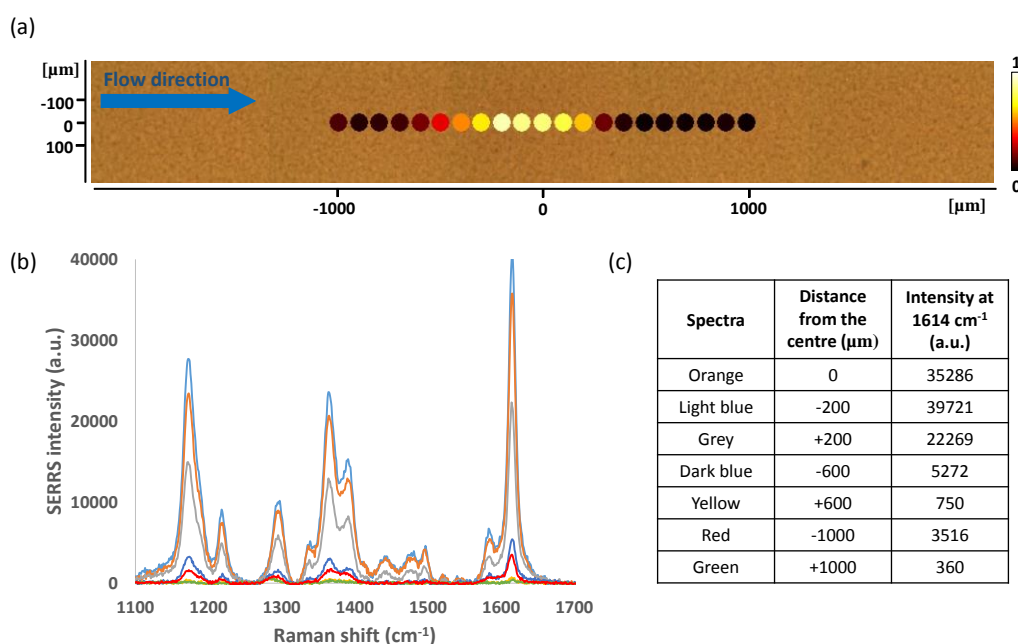 (a)
[µm]
Flow direction
-100
0
100
1
0
-1000
0
1000
[µm]
(b)
SERRS intensity (a.u.)
40000
30000
20000
10000
0
1100
1200
1300
1400
1500
1600
1700
Raman shift (cm-1)
(c)
Spectra
Distance from the centre (µm)
Intensity at 1614 cm-1 (a.u.)
Orange 0 35286
Light blue -200 39721
Grey +200 22269
Dark blue -600 5272
Yellow +600 750
Red -1000 3516
Green +1000 360